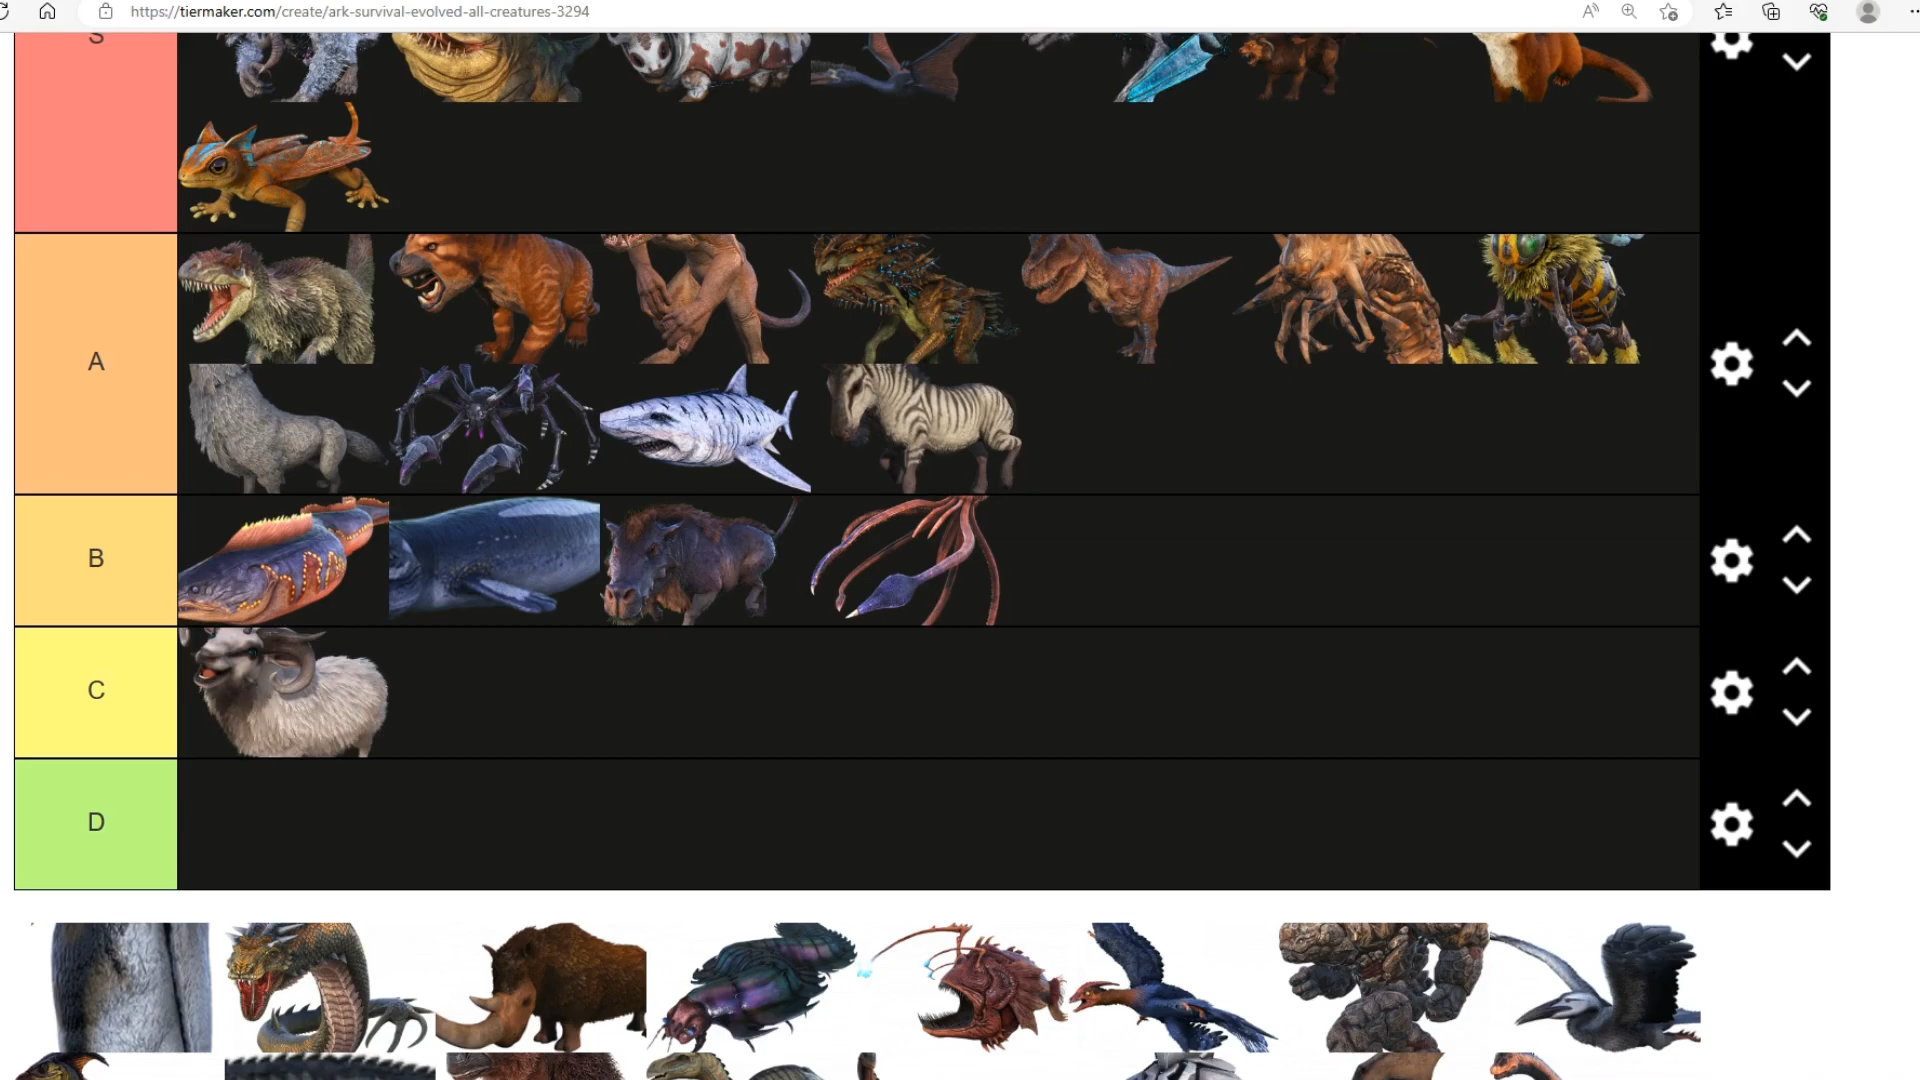 https://tiermaker.com/create/ark-survival-evolved-all-creatures-3294
S
A
B
C
D